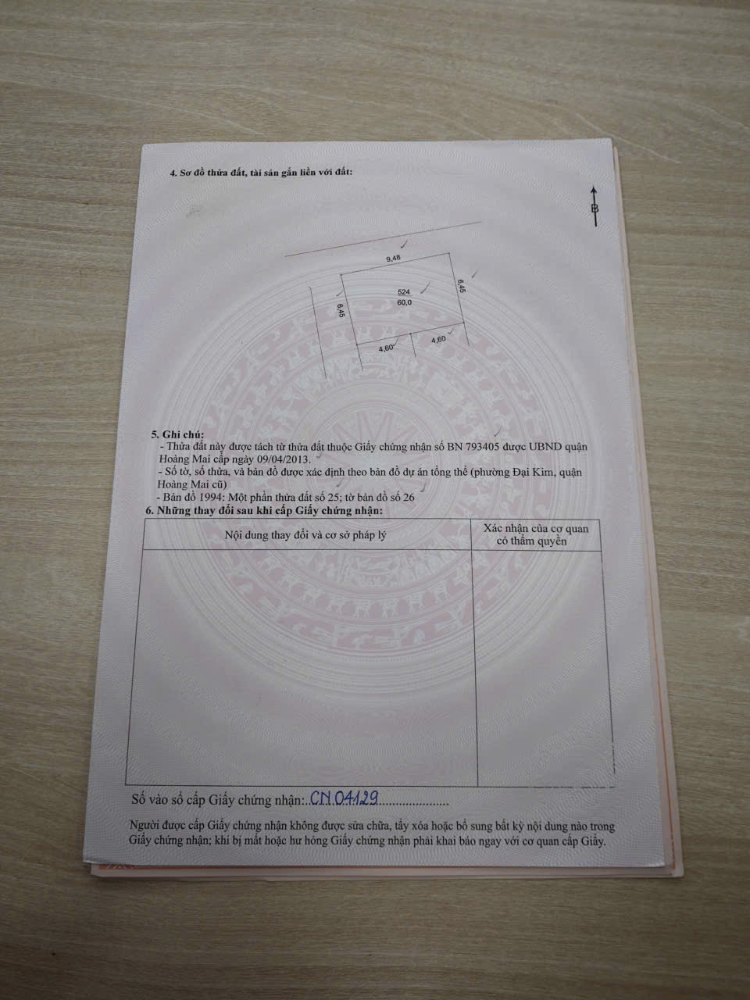 4. Sơ đồ thửa đất, tài sản gắn liền với đất:
B
9,48
6,45
524
60,0
6,45
4,60
4,60
5. Ghi chú:
- Thửa đất này được tách từ thửa đất thuộc Giấy chứng nhận số BN 793405 được UBND quận
Hoàng Mai cấp ngày 09/04/2013.
- Số tờ, số thửa, và bản đồ được xác định theo bản đồ dự án tổng thể (phường Đại Kim, quận
Hoàng Mai cũ)
- Bản đồ 1994: Một phần thửa đất số 25; tờ bản đồ số 26
6. Những thay đổi sau khi cấp Giấy chứng nhận:
Nội dung thay đổi và cơ sở pháp lý
Xác nhận của cơ quan
có thẩm quyền
Số vào sổ cấp Giấy chứng nhận:..CN 04129......................
Người được cấp Giấy chứng nhận không được sửa chữa, tẩy xóa hoặc bổ sung bất kỳ nội dung nào trong
Giấy chứng nhận; khi bị mất hoặc hư hỏng Giấy chứng nhận phải khai báo ngay với cơ quan cấp Giấy.